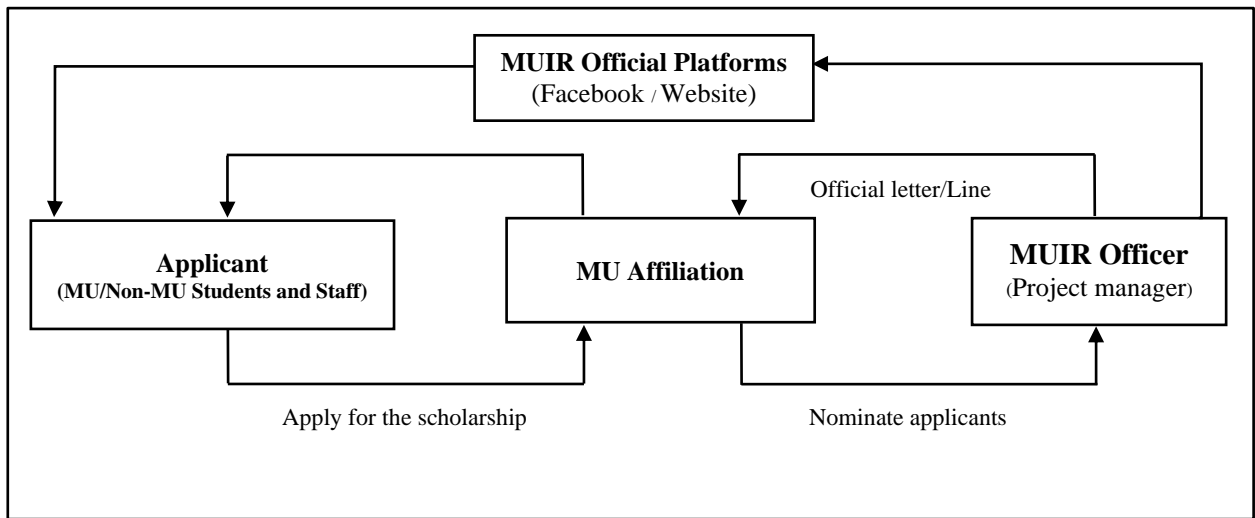 MUIR Official Platforms
(Facebook / Website)
Official letter/Line
Applicant
(MU/Non-MU Students and Staff)
MU Affiliation
MUIR Officer
(Project manager)
Apply for the scholarship
Nominate applicants